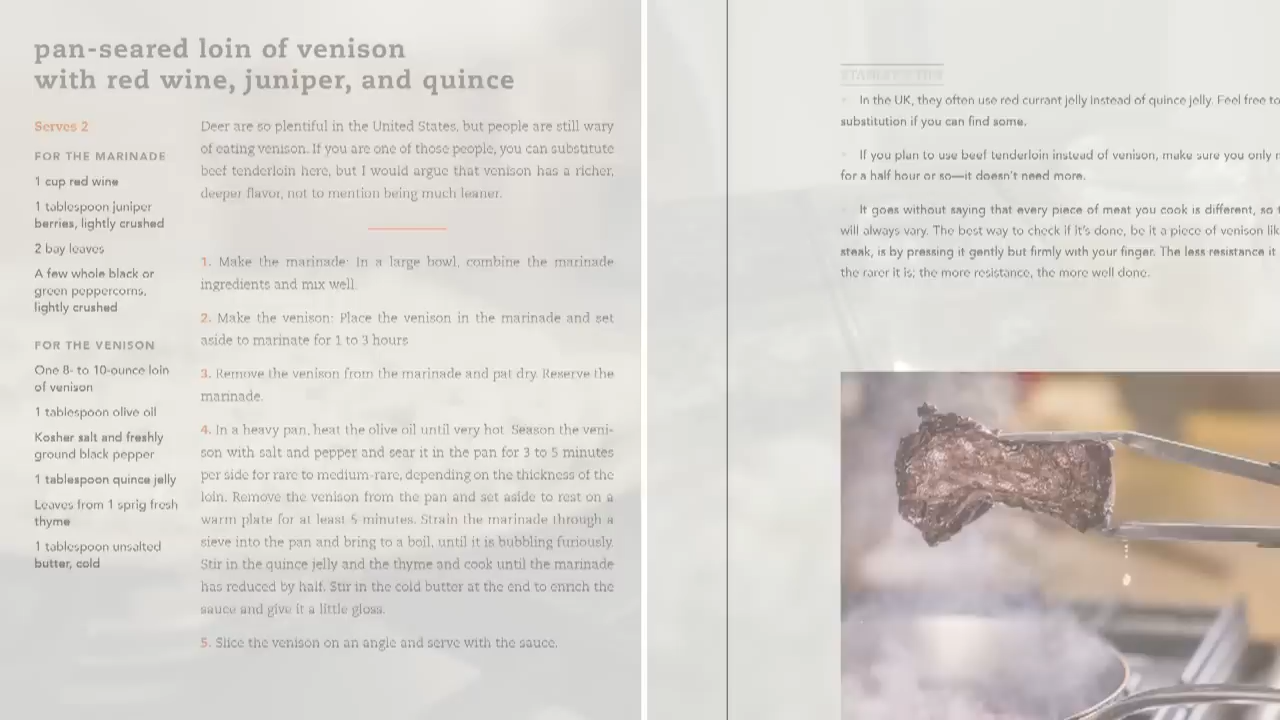 pan-seared loin of venison
with red wine, juniper, and quince
Serves 2
FOR THE MARINADE
1 cup red wine
1 tablespoon juniper
berries, lightly crushed
2 bay leaves
A few whole black or
green peppercorns,
lightly crushed
FOR THE VENISON
One 8- to 10-ounce loin
of venison
1 tablespoon olive oil
Kosher salt and freshly
ground black pepper
1 tablespoon quince jelly
Leaves from 1 sprig fresh
thyme
1 tablespoon unsalted
butter, cold
Deer are so plentiful in the United States, but people are still wary
of eating venison. If you are one of those people, you can substitute
beef tenderloin here, but I would argue that venison has a richer,
deeper flavor, not to mention being much leaner.
1. Make the marinade: In a large bowl, combine the marinade
ingredients and mix well.
2. Make the venison: Place the venison in the marinade and set
aside to marinate for 1 to 3 hours
3. Remove the venison from the marinade and pat dry. Reserve the
marinade.
4. In a heavy pan, heat the olive oil until very hot. Season the veni-
son with salt and pepper and sear it in the pan for 3 to 5 minutes
per side for rare to medium-rare, depending on the thickness of the
loin. Remove the venison from the pan and set aside to rest on a
warm plate for at least 5 minutes. Strain the marinade through a
sieve into the pan and bring to a boil, until it is bubbling furiously.
Stir in the quince jelly and the thyme and cook until the marinade
has reduced by half. Stir in the cold butter at the end to enrich the
sauce and give it a little gloss.
5. Slice the venison on an angle and serve with the sauce.
In the UK, they often use red currant jelly instead of quince jelly. Feel free to
substitution if you can find some.
If you plan to use beef tenderloin instead of venison, make sure you only
for a half hour or so—it doesn't need more.
It goes without saying that every piece of meat you cook is different, so
will always vary. The best way to check if it's done, be it a piece of venison
steak, is by pressing it gently but firmly with your finger. The less resistance it
the rarer it is; the more resistance, the more well done.